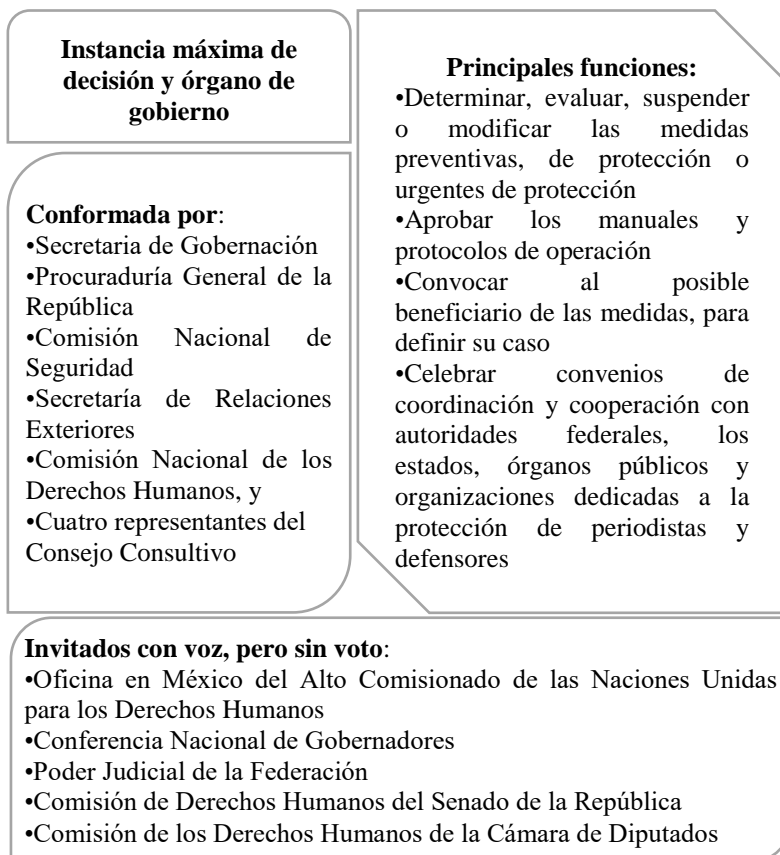 Instancia máxima de
decisión y órgano de
gobierno
Conformada por:
•Secretaria de Gobernación
•Procuraduría General de la
República
•Comisión Nacional de
Seguridad
•Secretaría de Relaciones
Exteriores
•Comisión Nacional de los
Derechos Humanos, y
•Cuatro representantes del
Consejo Consultivo
Principales funciones:
•Determinar, evaluar, suspender
o modificar las medidas
preventivas, de protección o
urgentes de protección
•Aprobar los manuales y
protocolos de operación
•Convocar al posible
beneficiario de las medidas, para
definir su caso
•Celebrar convenios de
coordinación y cooperación con
autoridades federales, los
estados, órganos públicos y
organizaciones dedicadas a la
protección de periodistas y
defensores
Invitados con voz, pero sin voto:
•Oficina en México del Alto Comisionado de las Naciones Unidas
para los Derechos Humanos
•Conferencia Nacional de Gobernadores
•Poder Judicial de la Federación
•Comisión de Derechos Humanos del Senado de la República
•Comisión de los Derechos Humanos de la Cámara de Diputados